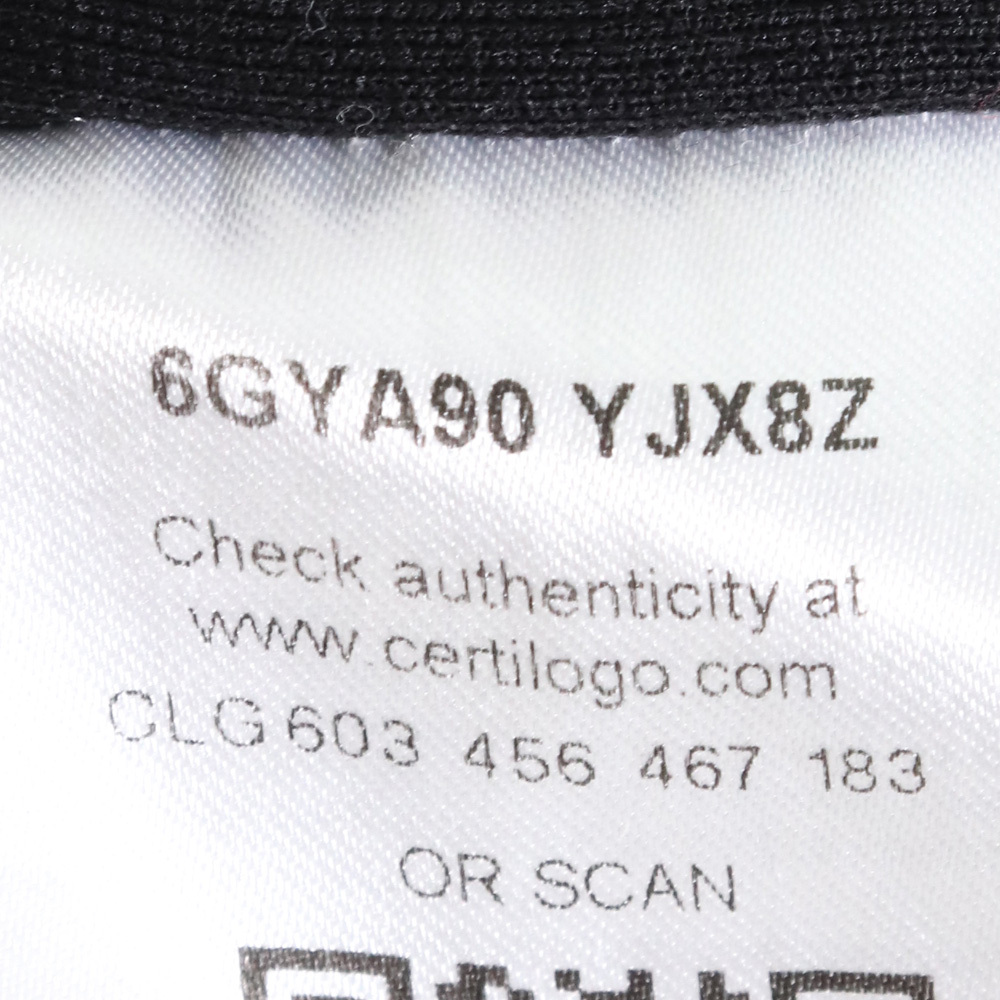 6GYA90 YJX8Z
Check authenticity at
www.certilogo.com
CLG 603 456 467 183
OR SCAN